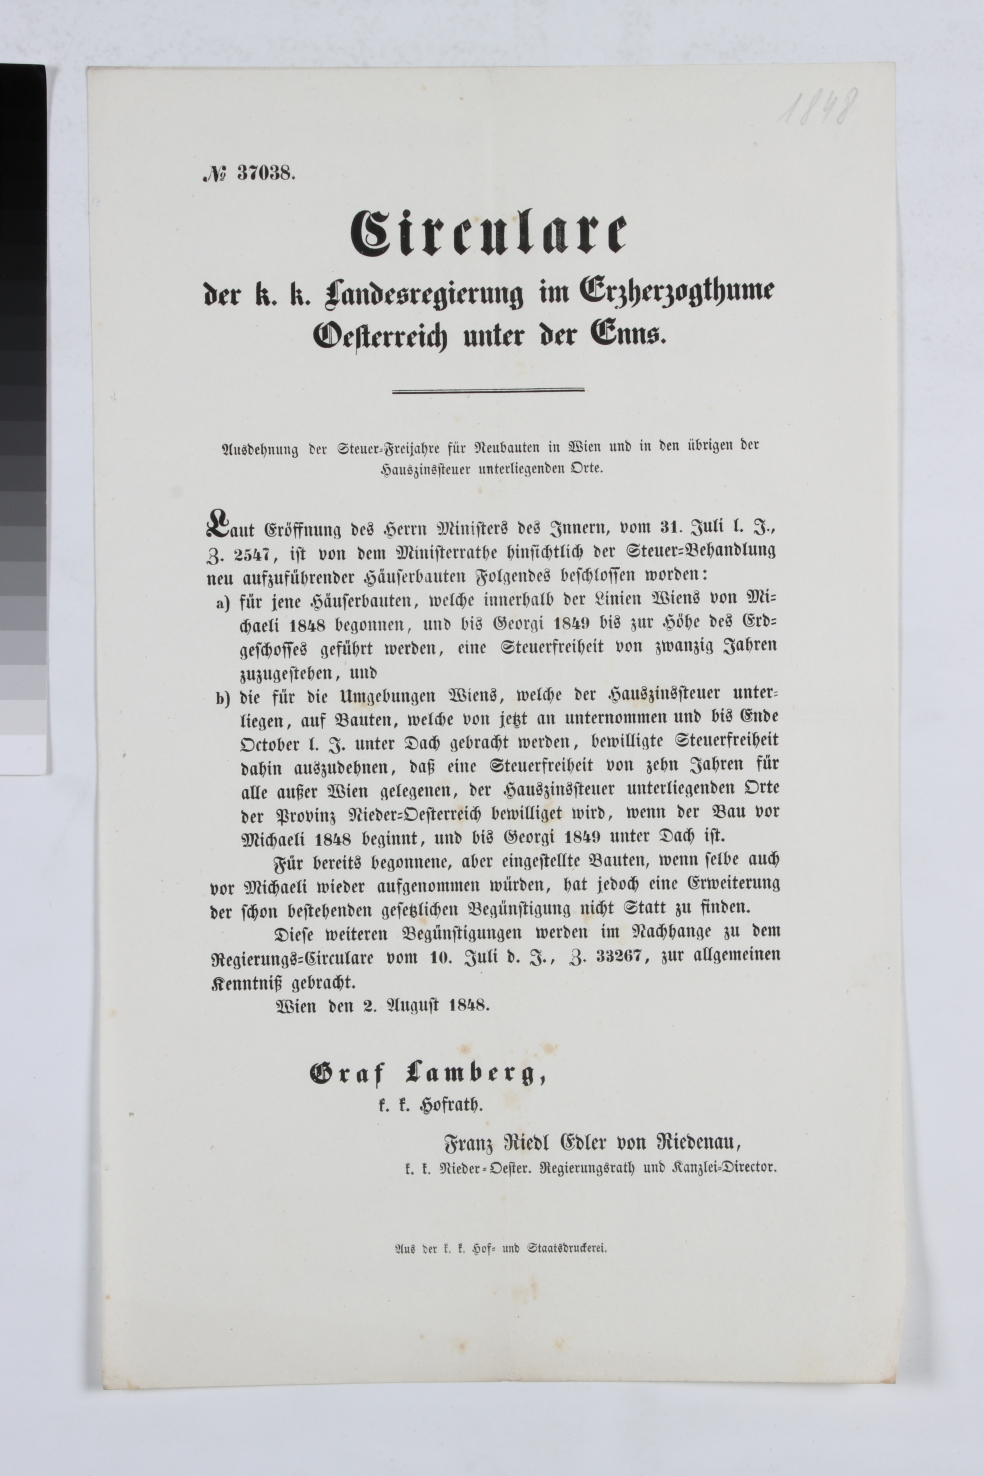 1848
№ 37038.
Circulare
der k. k. Landesregierung im Erzherzogthume
Oesterreich unter der Enns.
Ausdehnung der Steuer-Freijahre für Neubauten in Wien und in den übrigen der
Hauszinssteuer unterliegenden Orte.
Laut Eröffnung des Herrn Ministers des Innern, vom 31. Juli l. J.,
Z. 2547, ist von dem Ministerrathe hinsichtlich der Steuer-Behandlung
neu aufzuführender Häuserbauten Folgendes beschlossen worden:
a) für jene Häuserbauten, welche innerhalb der Linien Wiens von Mi-
chaeli 1848 begonnen, und bis Georgi 1849 bis zur Höhe des Erd-
geschosses geführt werden, eine Steuerfreiheit von zwanzig Jahren
zuzugestehen, und
b) die für die Umgebungen Wiens, welche der Hauszinssteuer unter-
liegen, auf Bauten, welche von jetzt an unternommen und bis Ende
October l. J. unter Dach gebracht werden, bewilligte Steuerfreiheit
dahin auszudehnen, daß eine Steuerfreiheit von zehn Jahren für
alle außer Wien gelegenen, der Hauszinssteuer unterliegenden Orte
der Provinz Nieder-Oesterreich bewilliget wird, wenn der Bau vor
Michaeli 1848 beginnt, und bis Georgi 1849 unter Dach ist.
Für bereits begonnene, aber eingestellte Bauten, wenn selbe auch
vor Michaeli wieder aufgenommen würden, hat jedoch eine Erweiterung
der schon bestehenden gesetzlichen Begünstigung nicht Statt zu finden.
Diese weiteren Begünstigungen werden im Nachhange zu dem
Regierungs-Circulare vom 10. Juli d. J., Z. 33267, zur allgemeinen
Kenntniß gebracht.
Wien den 2. August 1848.
Graf Lamberg,
k. k. Hofrath.
Franz Riedl Edler von Riedenau,
k. k. Nieder-Oester. Regierungsrath und Kanzlei-Director.
Aus der k. k. Hof- und Staatsdruckerei.